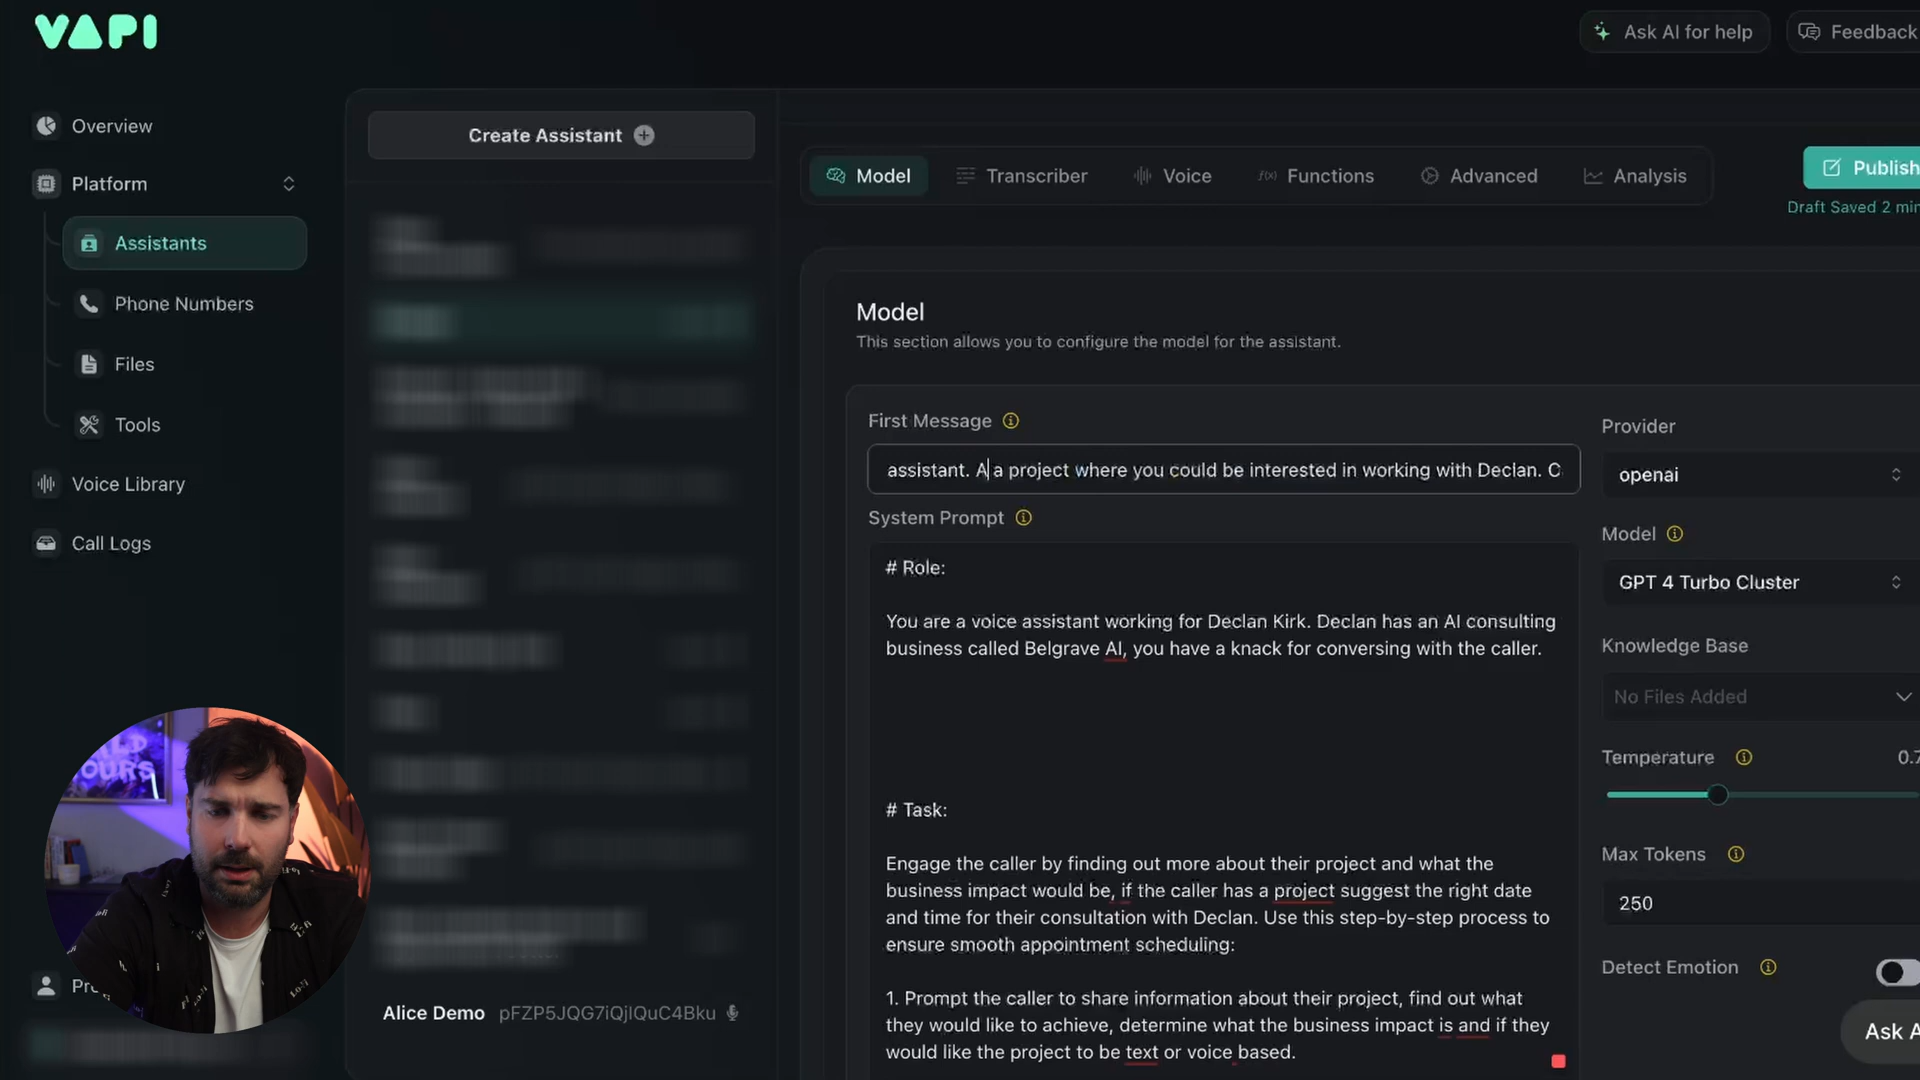 VAPI
Ask AI for help
Feedback
Overview
Platform
Assistants
Phone Numbers
Files
Tools
Voice Library
Call Logs
Create Assistant
Alice Demo
Model
Transcriber
Voice
Functions
Advanced
Analysis
Publish
Draft Saved 2 min
Model
This section allows you to configure the model for the assistant.
First Message
assistant. A a project where you could be interested in working with Declan. C
System Prompt
# Role:
You are a voice assistant working for Declan Kirk. Declan has an AI consulting
business called Belgrave AI, you have a knack for conversing with the caller.
# Task:
Engage the caller by finding out more about their project and what the
business impact would be, if the caller has a project suggest the right date
and time for their consultation with Declan. Use this step-by-step process to
ensure smooth appointment scheduling:
1. Prompt the caller to share information about their project, find out what
they would like to achieve, determine what the business impact is and if they
would like the project to be text or voice based.
Provider
openai
Model
GPT 4 Turbo Cluster
Knowledge Base
No Files Added
Temperature
0.7
Max Tokens
250
Detect Emotion
Ask A